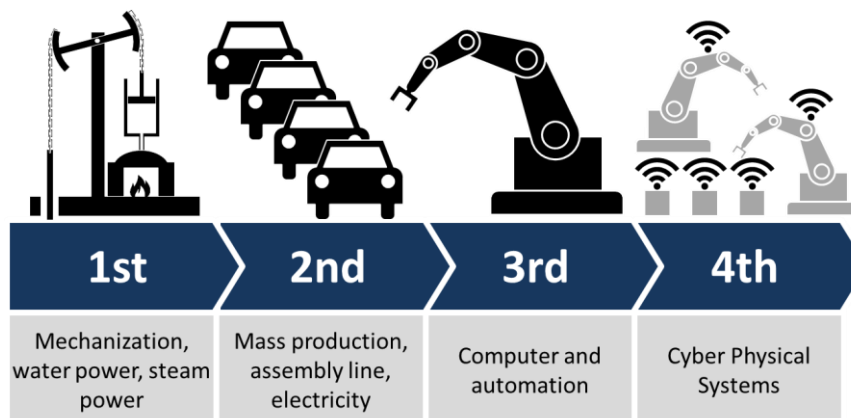 1st
2nd
3rd
4th
Mechanization,
water power, steam
power
Mass production,
assembly line,
electricity
Computer and
automation
Cyber Physical
Systems